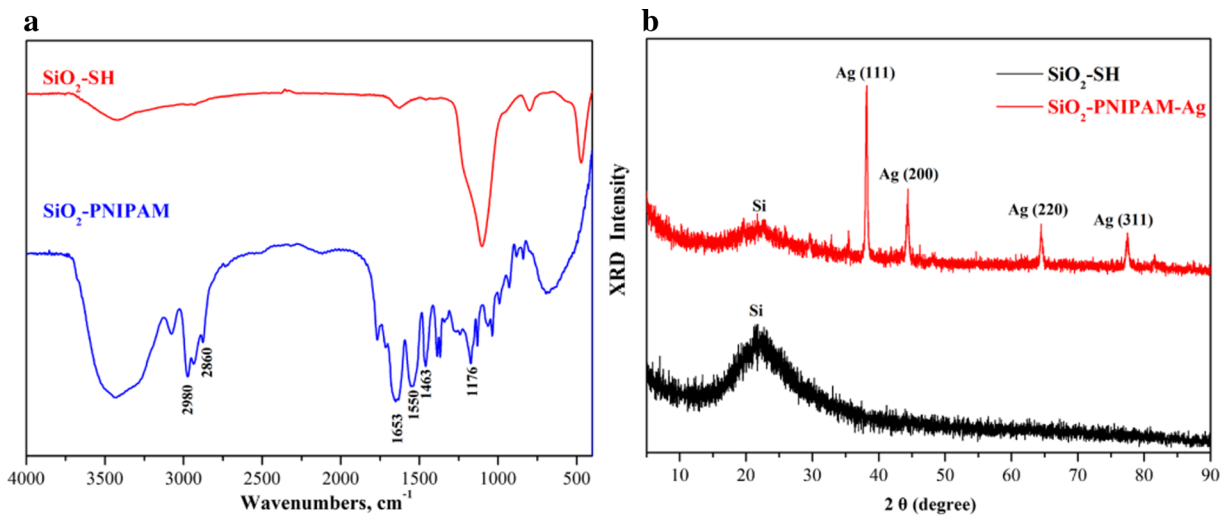 a
SiO2-SH
SiO2-PNIPAM
2980
2860
1653
1550
1463
1176
4000 3500 3000 2500 2000 1500 1000 500
Wavenumbers, cm-1
b
Ag (111)
SiO2-SH
SiO2-PNIPAM-Ag
Ag (200)
Si
Ag (220)
Ag (311)
Si
XRD Intensity
10 20 30 40 50 60 70 80 90
2 θ (degree)